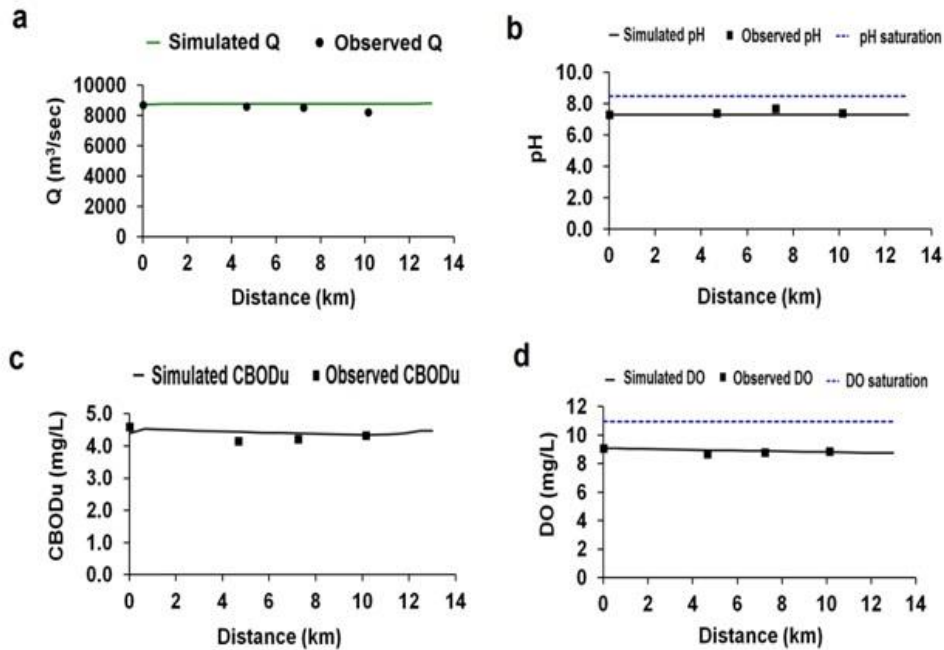 a
— Simulated Q ● Observed Q
Q (m³/sec)
10000
8000
6000
4000
2000
0
0 2 4 6 8 10 12 14
Distance (km)
b
— Simulated pH ■ Observed pH --- pH saturation
pH
10.0
8.0
6.0
4.0
2.0
0.0
0 2 4 6 8 10 12 14
Distance (km)
c
— Simulated CBODu ■ Observed CBODu
CBODu (mg/L)
5.0
4.0
3.0
2.0
1.0
0.0
0 2 4 6 8 10 12 14
Distance (km)
d
— Simulated DO ■ Observed DO --- DO saturation
DO (mg/L)
12
10
8
6
4
2
0
0 2 4 6 8 10 12 14
Distance (km)